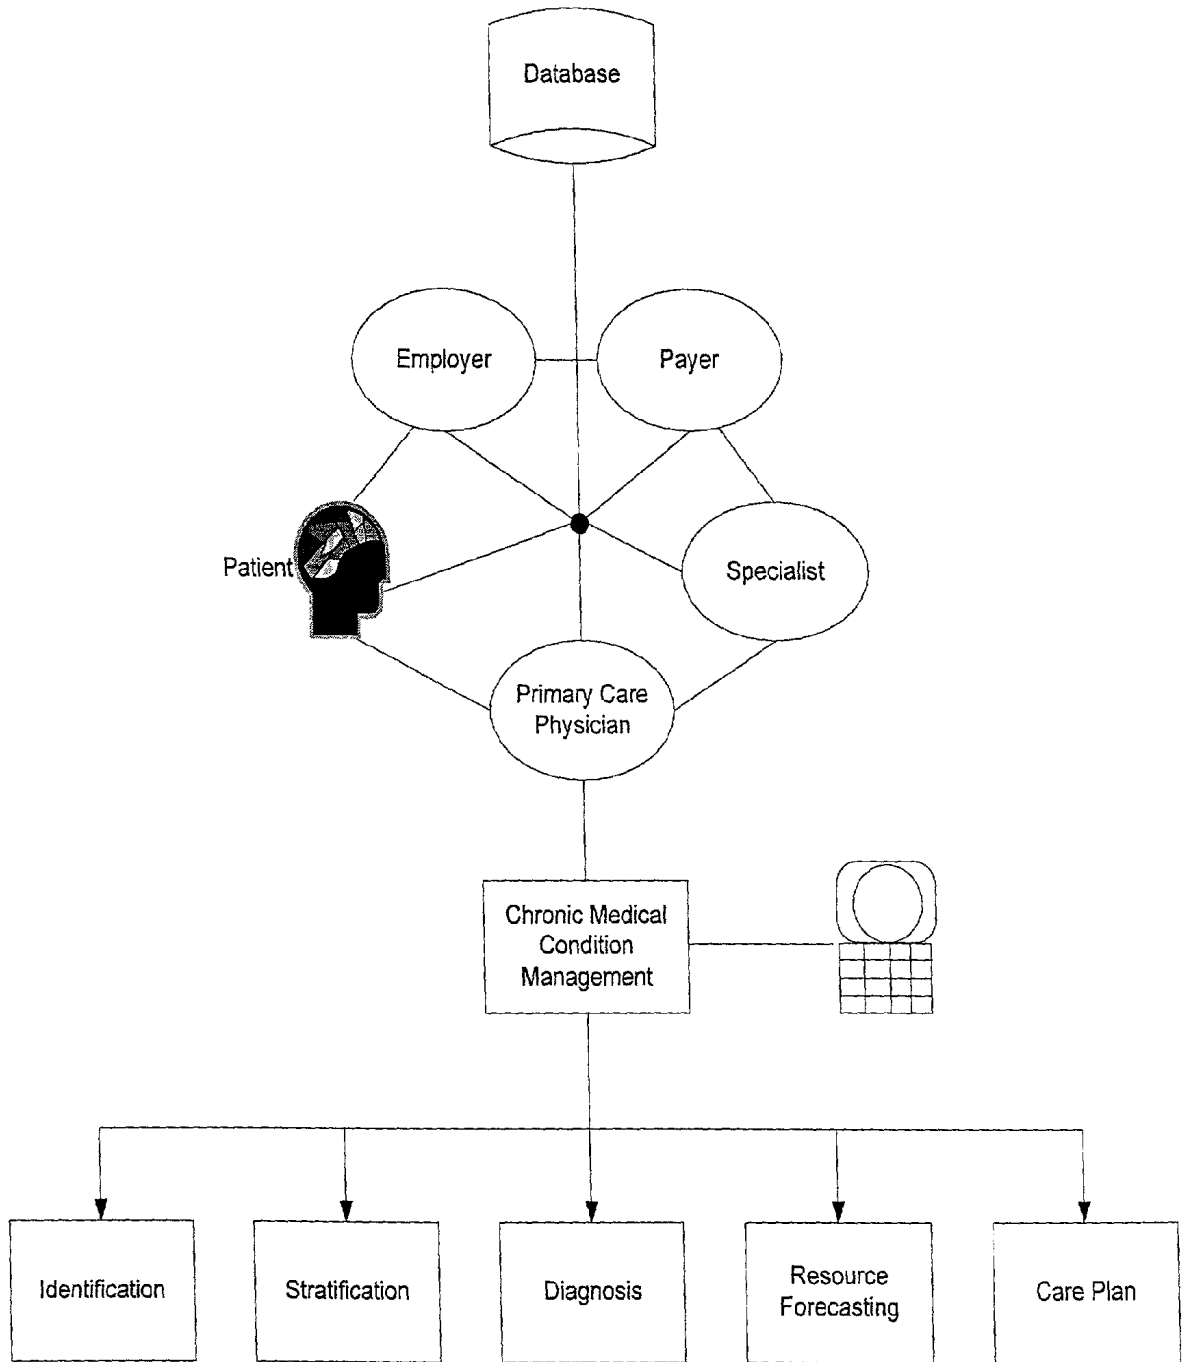 Database
Employer
Payer
Patient
Specialist
Primary Care
Physician
Chronic Medical
Condition
Management
Identification
Stratification
Diagnosis
Resource
Forecasting
Care Plan